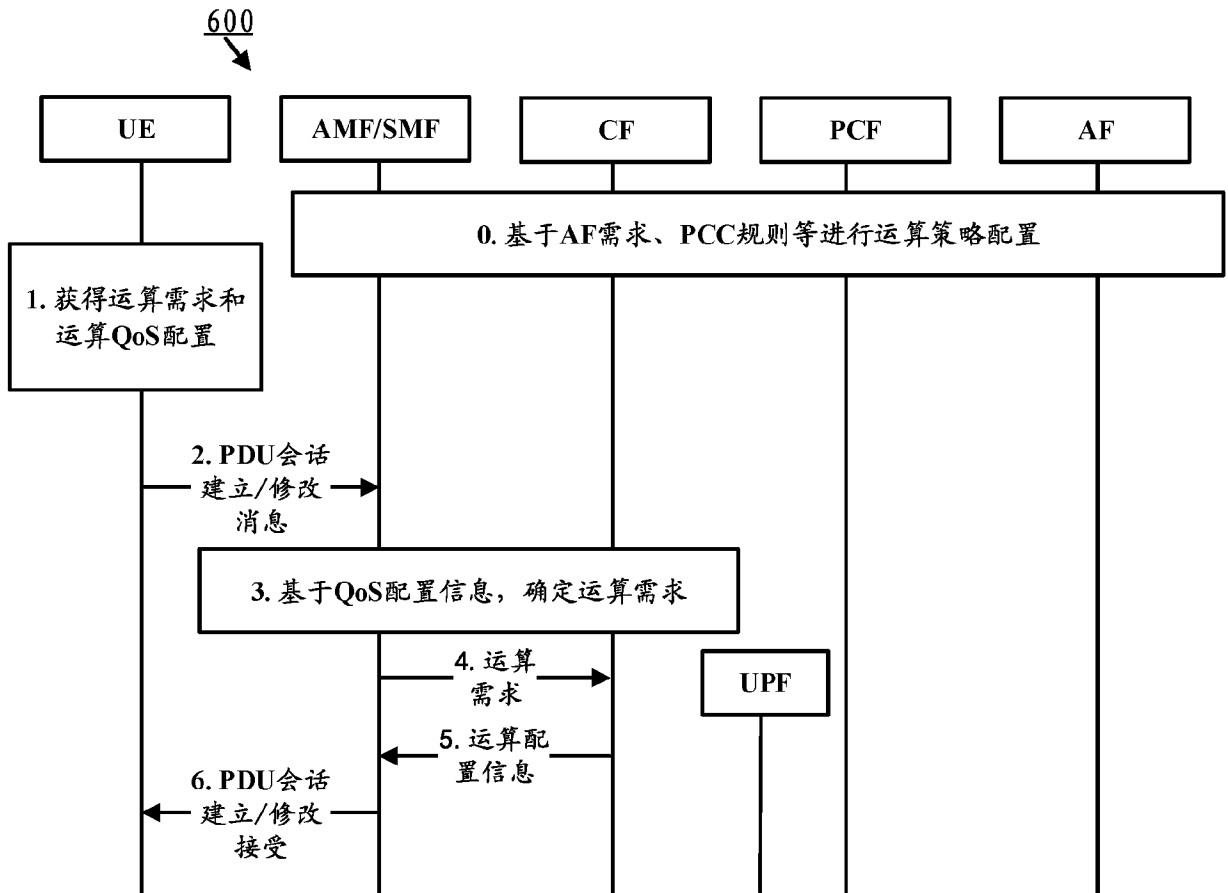 600
UE
AMF/SMF
CF
PCF
AF
0. 基于AF需求、PCC规则等进行运算策略配置
1. 获得运算需求和
运算QoS配置
2. PDU会话
建立/修改
消息
3. 基于QoS配置信息，确定运算需求
4. 运算
需求
UPF
5. 运算配
置信息
6. PDU会话
建立/修改
接受